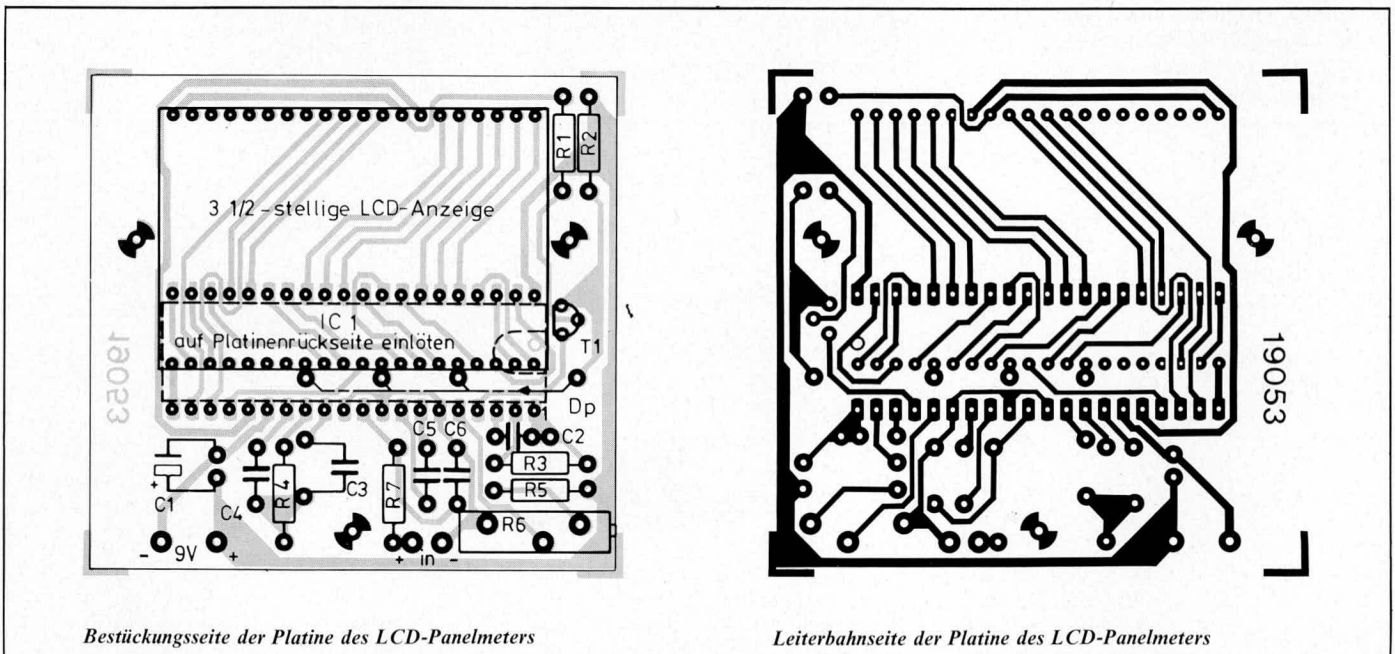 R1
R2
3 1/2-stellige LCD-Anzeige
IC 1
auf Platinenrückseite einlöten
T1
19053
1
Dp
C5 C6
C2
R3
R5
C1
+
C4
R4
C3
R7
R6
- 9V +
+ in -
19053
Bestückungsseite der Platine des LCD-Panelmeters
Leiterbahnseite der Platine des LCD-Panelmeters